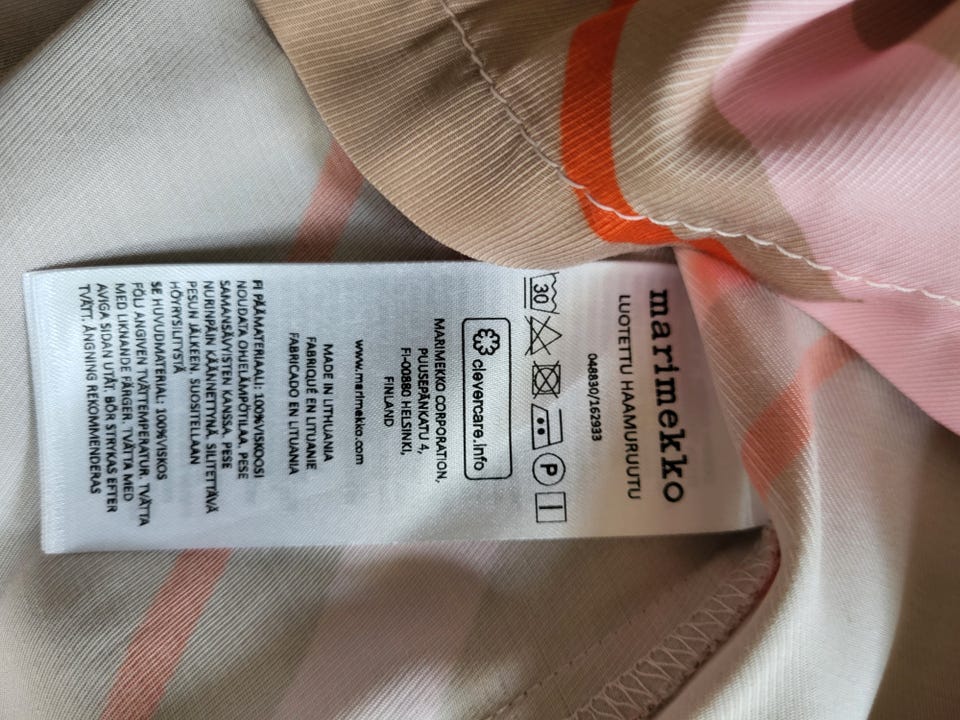 marimekko
LUOTETTU HAAMURUUTU
048830/162933
30
P
clevercare.info
MARIMEKKO CORPORATION,
PUUSEPÄNKATU 4,
FI-00880 HELSINKI,
FINLAND
www.marimekko.com
MADE IN LITHUANIA
FABRIQUÉ EN LITUANIE
FABRICADO EN LITUANIA
FI PÄÄMATERIAALI: 100%VISKOOSI
NOUDATA OHJELÄMPÖTILAA. PESE
SAMANSÄVYISTEN KANSSA. PESE
NURINPÄIN KÄÄNNETTYNÄ. SILITETTÄVÄ
PESUN JÄLKEEN. SUOSITELLAAN
HÖYRYSILITYSTÄ
SE HUVUDMATERIAL: 100%VISKOS
FÖLJ ANGIVEN TVÄTTEMPERATUR. TVÄTTA
MED LIKNANDE FÄRGER. TVÄTTA MED
AVIGA SIDAN UTÅT. BÖR STRYKAS EFTER
TVÄTT. ÅNGNING REKOMMENDERAS